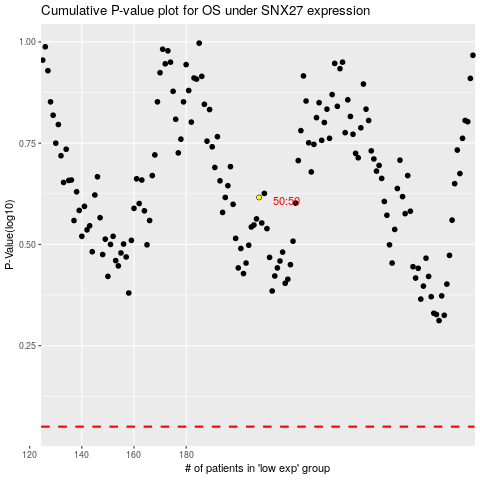 Cumulative P-value plot for OS under SNX27 expression
P-Value(log10)
1.00
0.75
0.50
0.25
50:50
120 140 160 180
# of patients in 'low exp' group